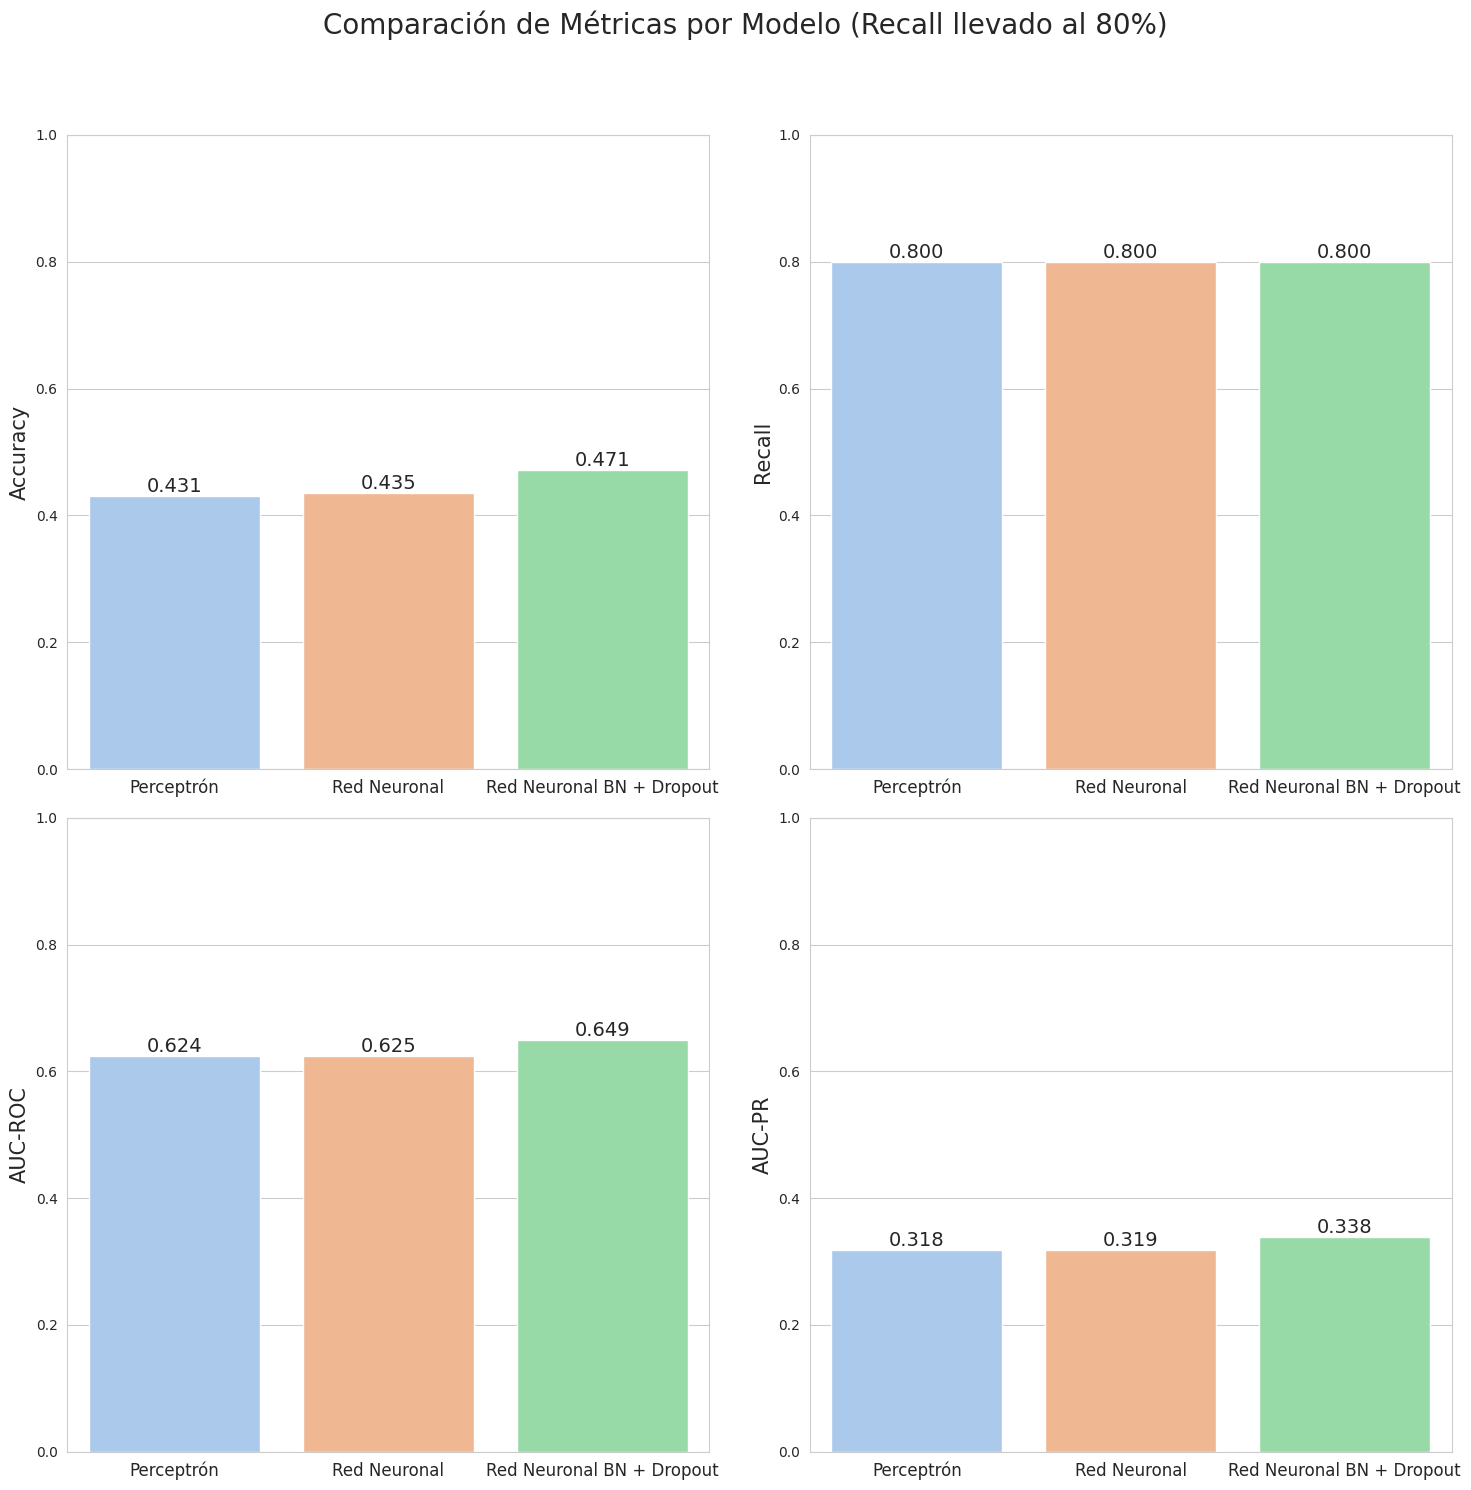 Comparación de Métricas por Modelo (Recall llevado al 80%)
1.0
0.8
0.6
0.4
0.2
0.0
Accuracy
0.431
0.435
0.471
Perceptrón
Red Neuronal
Red Neuronal BN + Dropout
1.0
0.8
0.6
0.4
0.2
0.0
Recall
0.800
0.800
0.800
Perceptrón
Red Neuronal
Red Neuronal BN + Dropout
1.0
0.8
0.6
0.4
0.2
0.0
AUC-ROC
0.624
0.625
0.649
Perceptrón
Red Neuronal
Red Neuronal BN + Dropout
1.0
0.8
0.6
0.4
0.2
0.0
AUC-PR
0.318
0.319
0.338
Perceptrón
Red Neuronal
Red Neuronal BN + Dropout